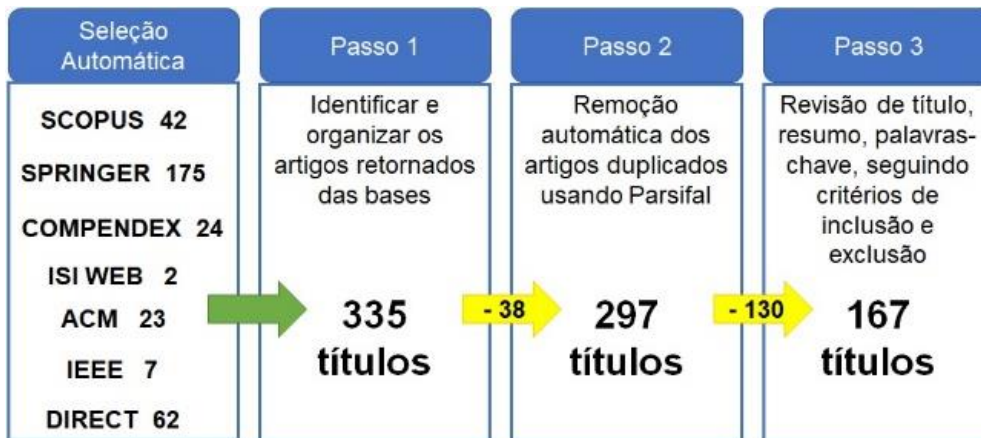 Seleção
Automática
SCOPUS 42
SPRINGER 175
COMPENDEX 24
ISI WEB 2
ACM 23
IEEE 7
DIRECT 62
Passo 1
Identificar e
organizar os
artigos retornados
das bases
335
títulos
- 38
Passo 2
Remoção
automática dos
artigos duplicados
usando Parsifal
297
títulos
- 130
Passo 3
Revisão de título,
resumo, palavras-
chave, seguindo
critérios de
inclusão e
exclusão
167
títulos